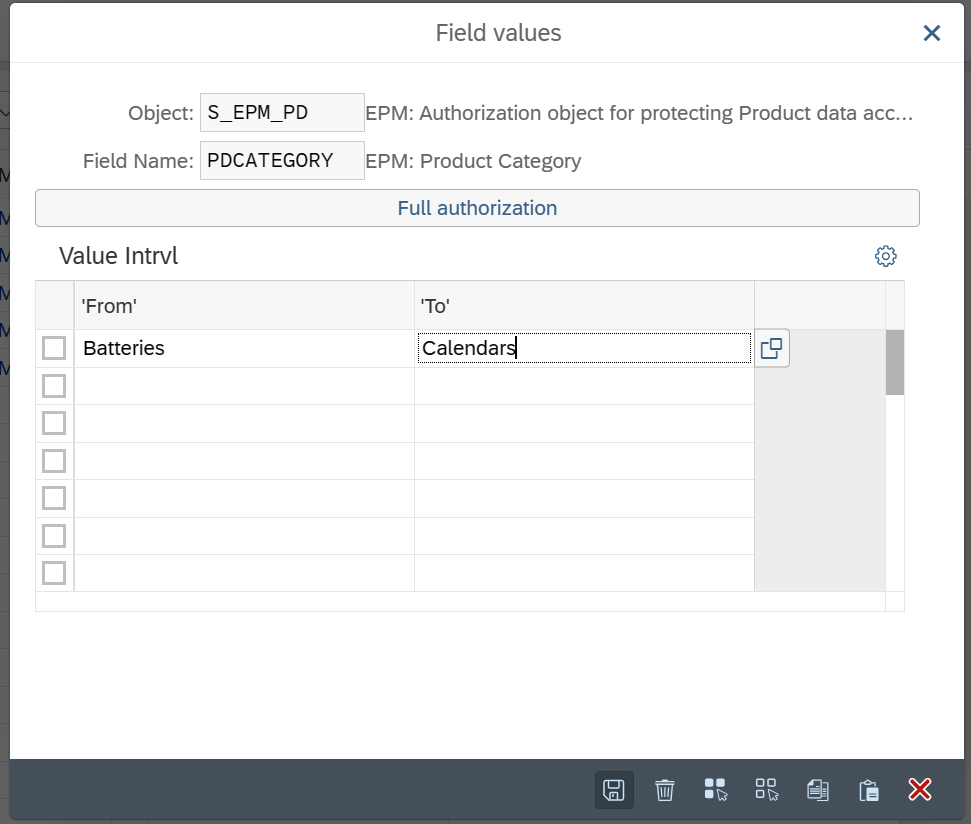 Field values
Object: S_EPM_PD EPM: Authorization object for protecting Product data acc...
Field Name: PDCATEGORY EPM: Product Category
Full authorization
Value Intrvl
'From' 'To'
Batteries Calendars